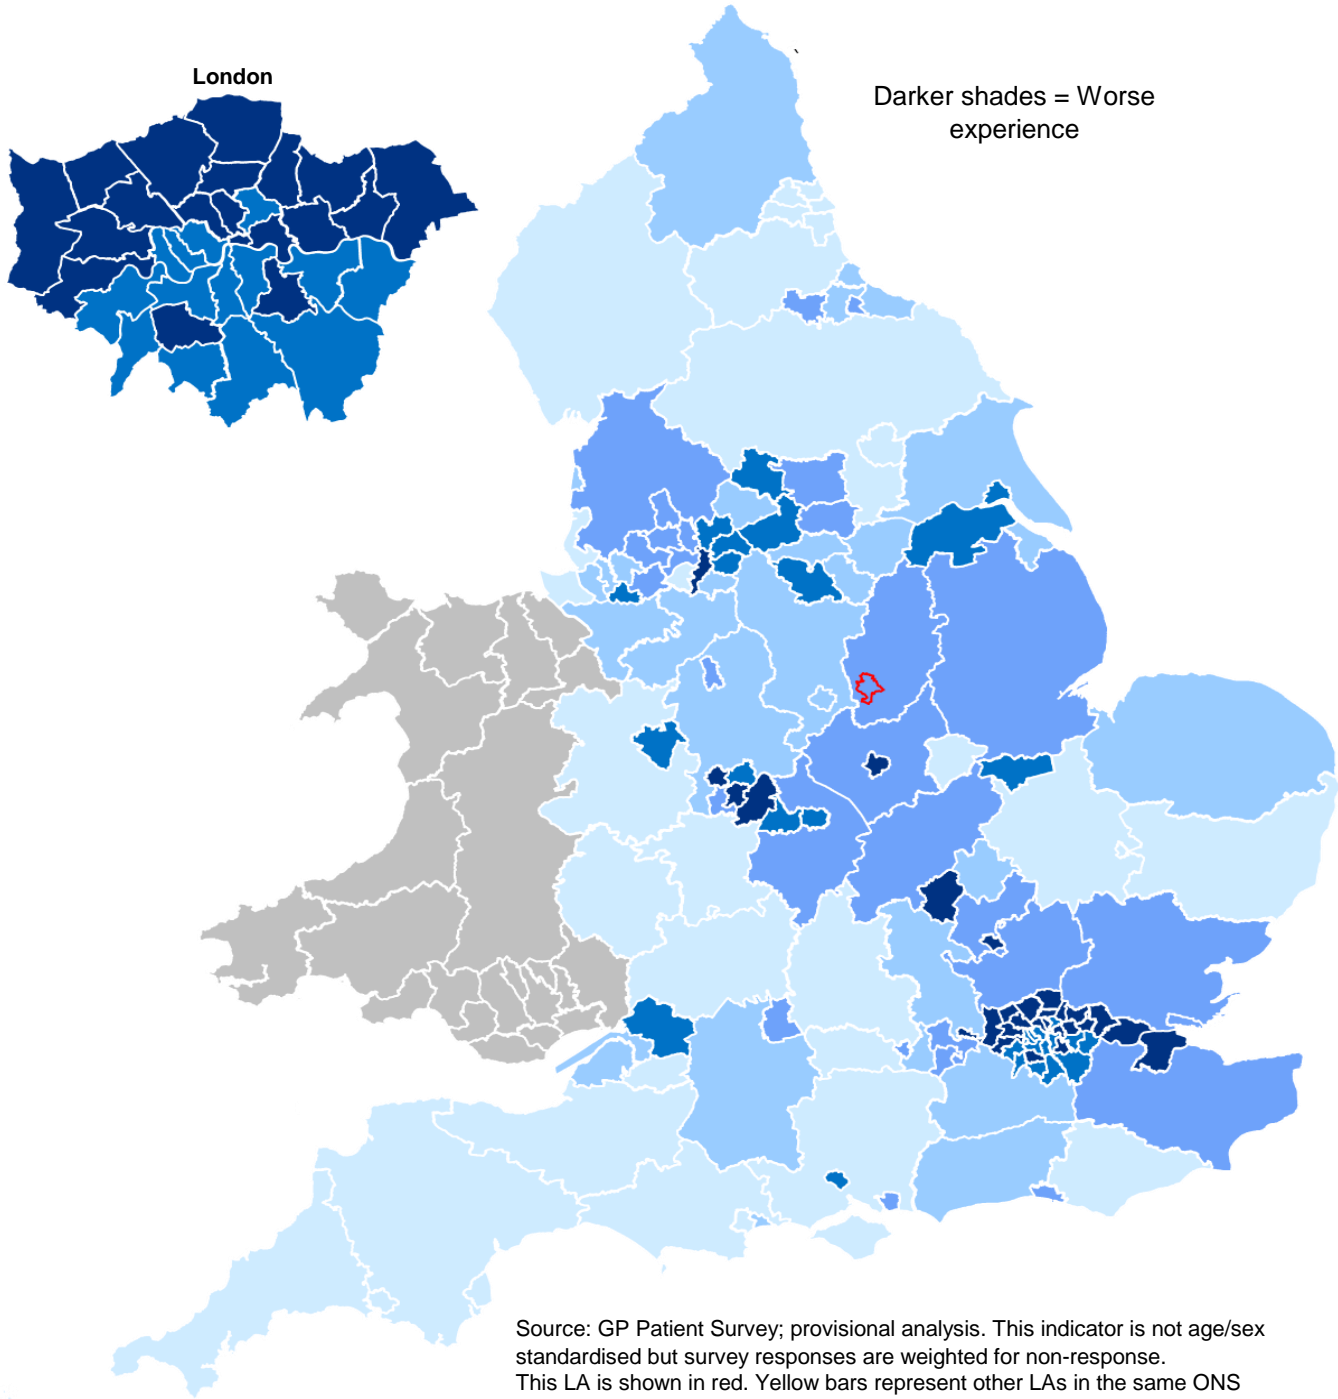 London
Darker shades = Worse
experience
Source: GP Patient Survey; provisional analysis. This indicator is not age/sex
standardised but survey responses are weighted for non-response.
This LA is shown in red. Yellow bars represent other LAs in the same ONS